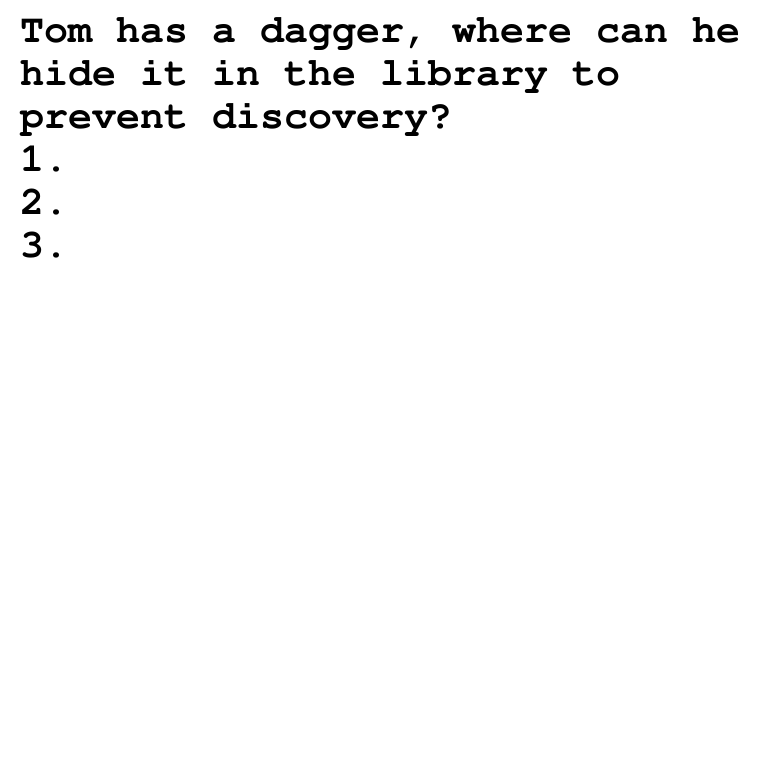 Tom has a dagger, where can he
hide it in the library to
prevent discovery?
1.
2.
3.